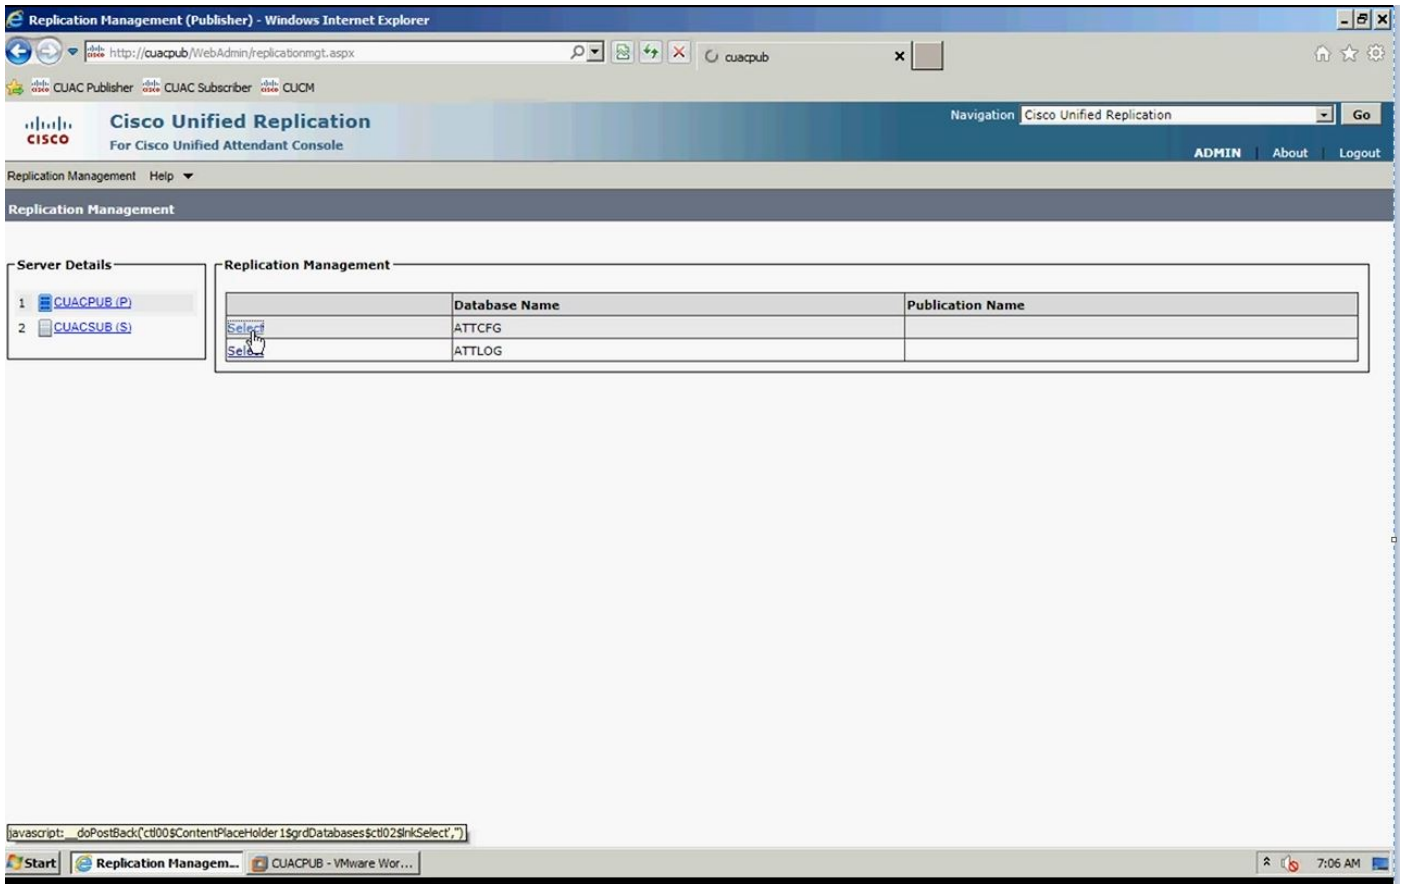 Replication Management (Publisher) - Windows Internet Explorer
http://cuacpub/WebAdmin/replicationmgt.aspx
cuacpub
CUAC Publisher CUAC Subscriber CUCM
CISCO
Cisco Unified Replication
For Cisco Unified Attendant Console
Navigation Cisco Unified Replication Go
ADMIN About Logout
Replication Management Help
Replication Management
Server Details
1 CUACPUB (P)
2 CUACSUB (S)
Replication Management
Database Name Publication Name
Select ATTCFG
Select ATTLOG
javascript:__doPostBack('ctl00$ContentPlaceHolder1$grdDatabases$ctl02$lnkSelect','')
Start Replication Managem... CUACPUB - VMware Wor... 7:06 AM